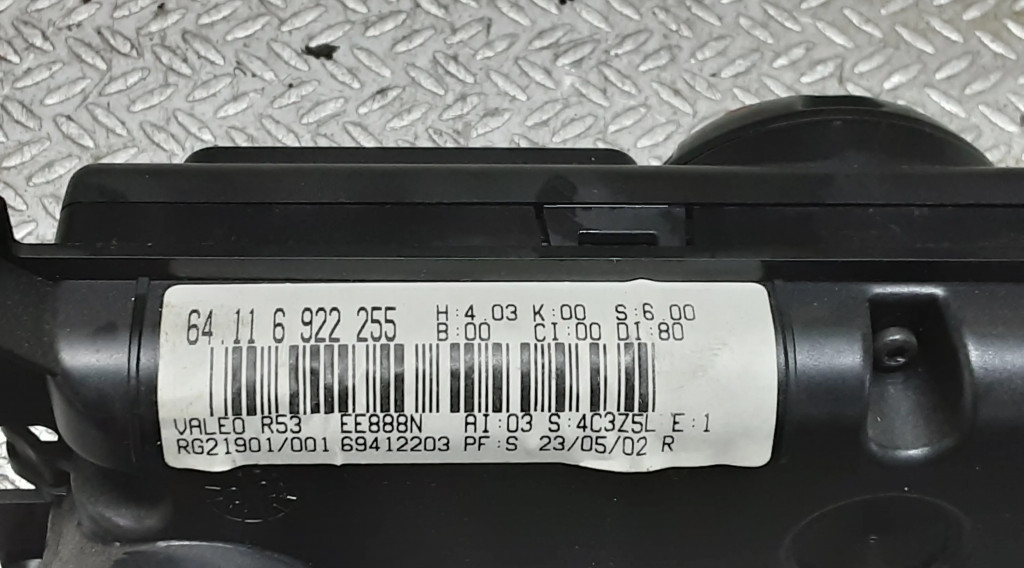 64.11 6 922 255 H:4.03 K:00 S:6.00
B:00 CI:00 DI:80
VALEO R53 EE888N AI:03 S:4C3Z5L E:1
RG21901/001 69412203 PF:S 23/05/02 R